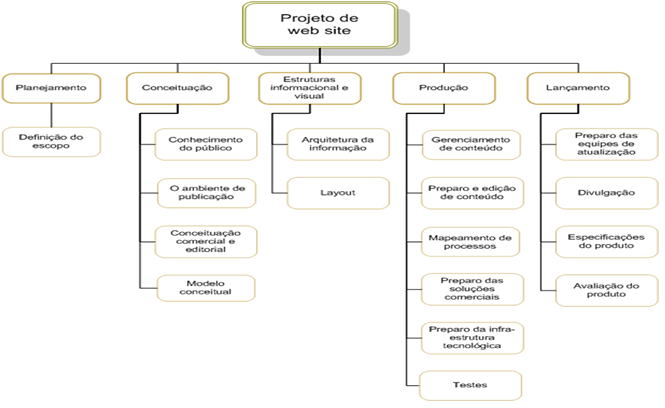 Projeto de
web site
Planejamento
Conceituação
Estruturas
informacional e
visual
Produção
Lançamento
Definição do
escopo
Conhecimento
do público
O ambiente de
publicação
Conceituação
comercial e
editorial
Modelo
conceitual
Arquitetura da
informação
Layout
Gerenciamento
de conteúdo
Preparo e edição
de conteúdo
Mapeamento de
processos
Preparo das
soluções
comerciais
Preparo da infra-
estrutura
tecnológica
Testes
Preparo das
equipes de
atualização
Divulgação
Especificações
do produto
Avaliação do
produto